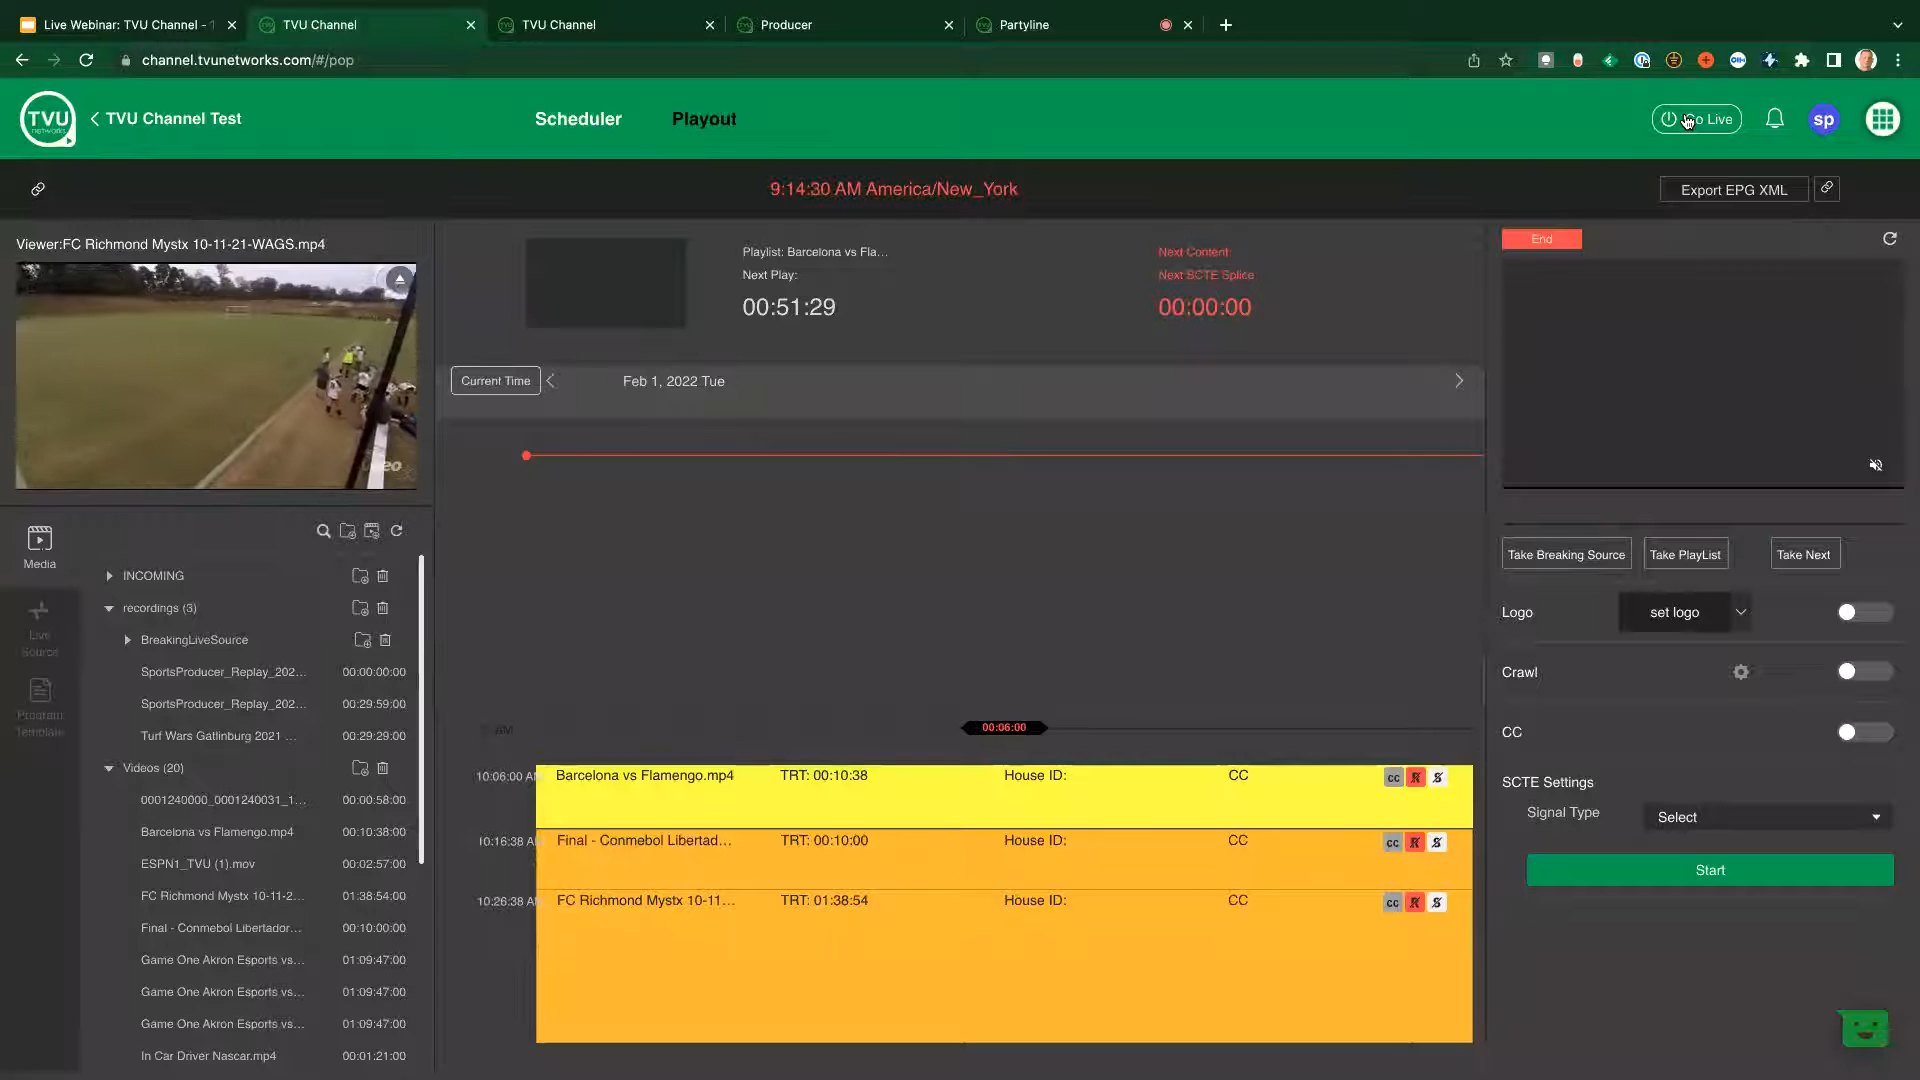 Live Webinar: TVU Channel - 1
TVU Channel
TVU Channel
Producer
Partyline
channel.tvunetworks.com/#/pop
TVU networks
TVU Channel Test
Scheduler
Playout
Live
sp
9:14:30 AM America/New_York
Export EPG XML
Viewer:FC Richmond Mystx 10-11-21-WAGS.mp4
Playlist: Barcelona vs Fla...
Next Play:
00:51:29
Next Content
Next SCTE Splice
00:00:00
End
Current Time
Feb 1, 2022 Tue
Media
Live Source
Program Template
INCOMING
recordings (3)
BreakingLiveSource
SportsProducer_Replay_202... 00:00:00:00
SportsProducer_Replay_202... 00:29:59:00
Turf Wars Gatlinburg 2021 ... 00:29:29:00
Videos (20)
0001240000_0001240031_1... 00:00:58:00
Barcelona vs Flamengo.mp4 00:10:38:00
ESPN1_TVU (1).mov 00:02:57:00
FC Richmond Mystx 10-11-2... 01:38:54:00
Final - Conmebol Libertador... 00:10:00:00
Game One Akron Esports vs... 01:09:47:00
Game One Akron Esports vs... 01:09:47:00
Game One Akron Esports vs... 01:09:47:00
In Car Driver Nascar.mp4 00:01:21:00
AM
00:06:00
10:06:00 AM Barcelona vs Flamengo.mp4 TRT: 00:10:38 House ID: CC cc
10:16:38 AM Final - Conmebol Libertad... TRT: 00:10:00 House ID: CC cc
10:26:38 AM FC Richmond Mystx 10-11... TRT: 01:38:54 House ID: CC cc
Take Breaking Source
Take PlayList
Take Next
Logo
set logo
Crawl
CC
SCTE Settings
Signal Type
Select
Start